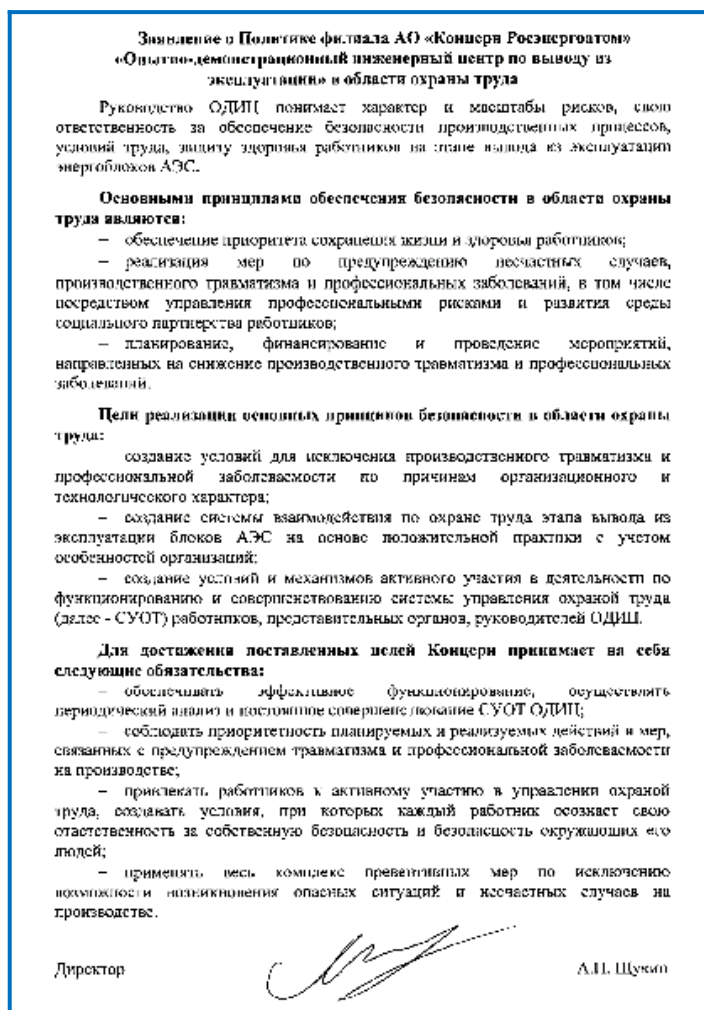 Заявление о Политике филиала АО «Концерн Росэнергоатом»
«Опытно-демонстрационный инженерный центр по выводу из
эксплуатации» в области охраны труда
Руководство ОДИЦ понимает характер и масштабы рисков, свою
ответственность за обеспечение безопасности производственных процессов,
условий труда, защиту здоровья работников на этапе вывода из эксплуатации
энергоблоков АЭС.
Основными принципами обеспечения безопасности в области охраны
труда являются:
– обеспечение приоритета сохранения жизни и здоровья работников;
– реализация мер по предупреждению несчастных случаев,
производственного травматизма и профессиональных заболеваний, в том числе
посредством управления профессиональными рисками и развития среды
социального партнерства работников;
– планирование, финансирование и проведение мероприятий,
направленных на снижение производственного травматизма и профессиональных
заболеваний.
Цели реализации основных принципов безопасности в области охраны
труда:
создание условий для исключения производственного травматизма и
профессиональной заболеваемости по причинам организационного и
технологического характера;
– создание системы взаимодействия по охране труда этапа вывода из
эксплуатации блоков АЭС на основе положительной практики с учетом
особенностей организаций;
– создание условий и механизмов активного участия в деятельности по
функционированию и совершенствованию системы управления охраной труда
(далее - СУОТ) работников, представительных органов, руководителей ОДИЦ.
Для достижения поставленных целей Концерн принимает на себя
следующие обязательства:
– обеспечивать эффективное функционирование, осуществлять
периодический анализ и постоянное совершенствование СУОТ ОДИЦ;
– соблюдать приоритетность планируемых и реализуемых действий и мер,
связанных с предупреждением травматизма и профессиональной заболеваемости
на производстве;
– привлекать работников к активному участию в управлении охраной
труда, создавать условия, при которых каждый работник осознает свою
ответственность за собственную безопасность и безопасность окружающих его
людей;
– применять весь комплекс превентивных мер по исключению
возможности возникновения опасных ситуаций и несчастных случаев на
производстве.
Директор
Щукин